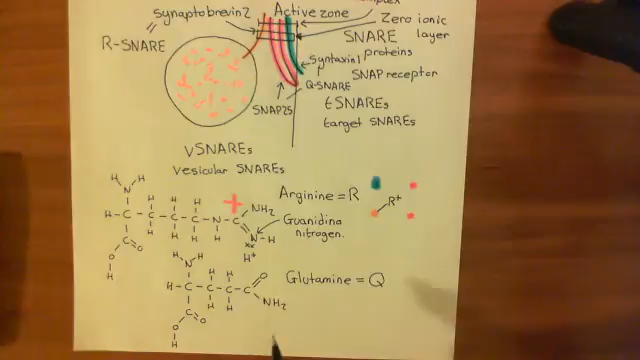 complex
synaptobrevin2
Active zone
Zero ionic
layer
R-SNARE
SNARE
proteins
Syntaxin1
SNAP receptor
Q-SNARE
SNAP25
tSNAREs
target SNAREs
vSNAREs
vesicular SNAREs
Arginine = R
R+
Guanidino
nitrogen.
H H
N
H H H H
NH2
H - C - C - C - C - N - C
N - H
C
H H H H
O
O
H+
H
Glutamine = Q
H H
N
H H
O
H - C - C - C - C
NH2
C
H H
O
O
H